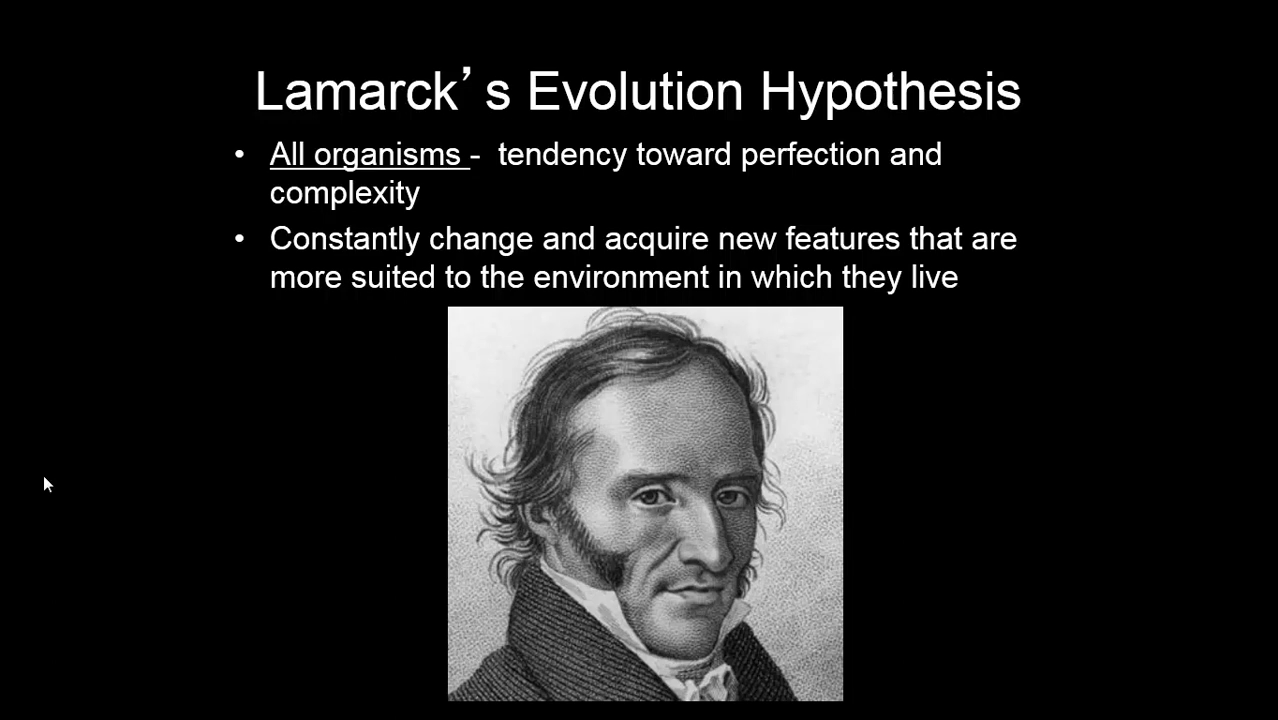 Lamarck’s Evolution Hypothesis
• All organisms - tendency toward perfection and
complexity
• Constantly change and acquire new features that are
more suited to the environment in which they live